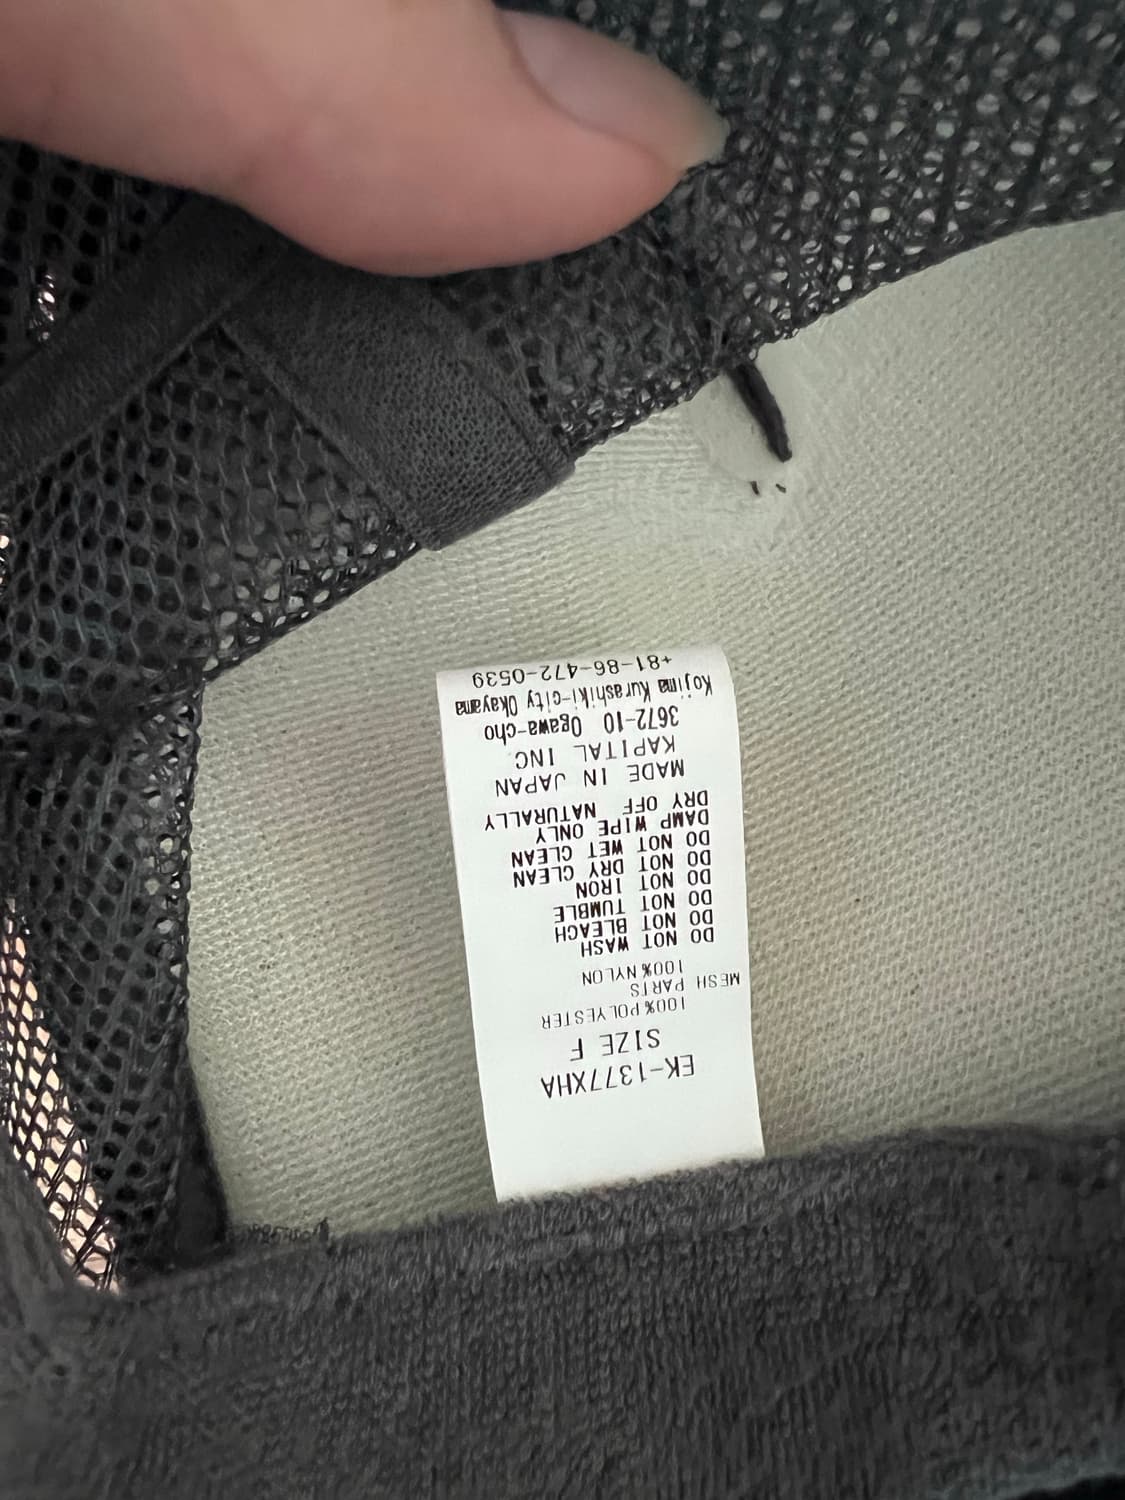 EK-1377XHA
SIZE F
100%POLYESTER
MESH PARTS
100%NYLON
DO NOT WASH
DO NOT BLEACH
DO NOT TUMBLE
DO NOT IRON
DO NOT DRY CLEAN
DO NOT WET CLEAN
DAMP WIPE ONLY
DRY OFF NATURALLY
MADE IN JAPAN
KAPITAL INC.
3672-10 Ogawa-cho
Kojima Kurashiki-city Okayama
+81-86-472-0539